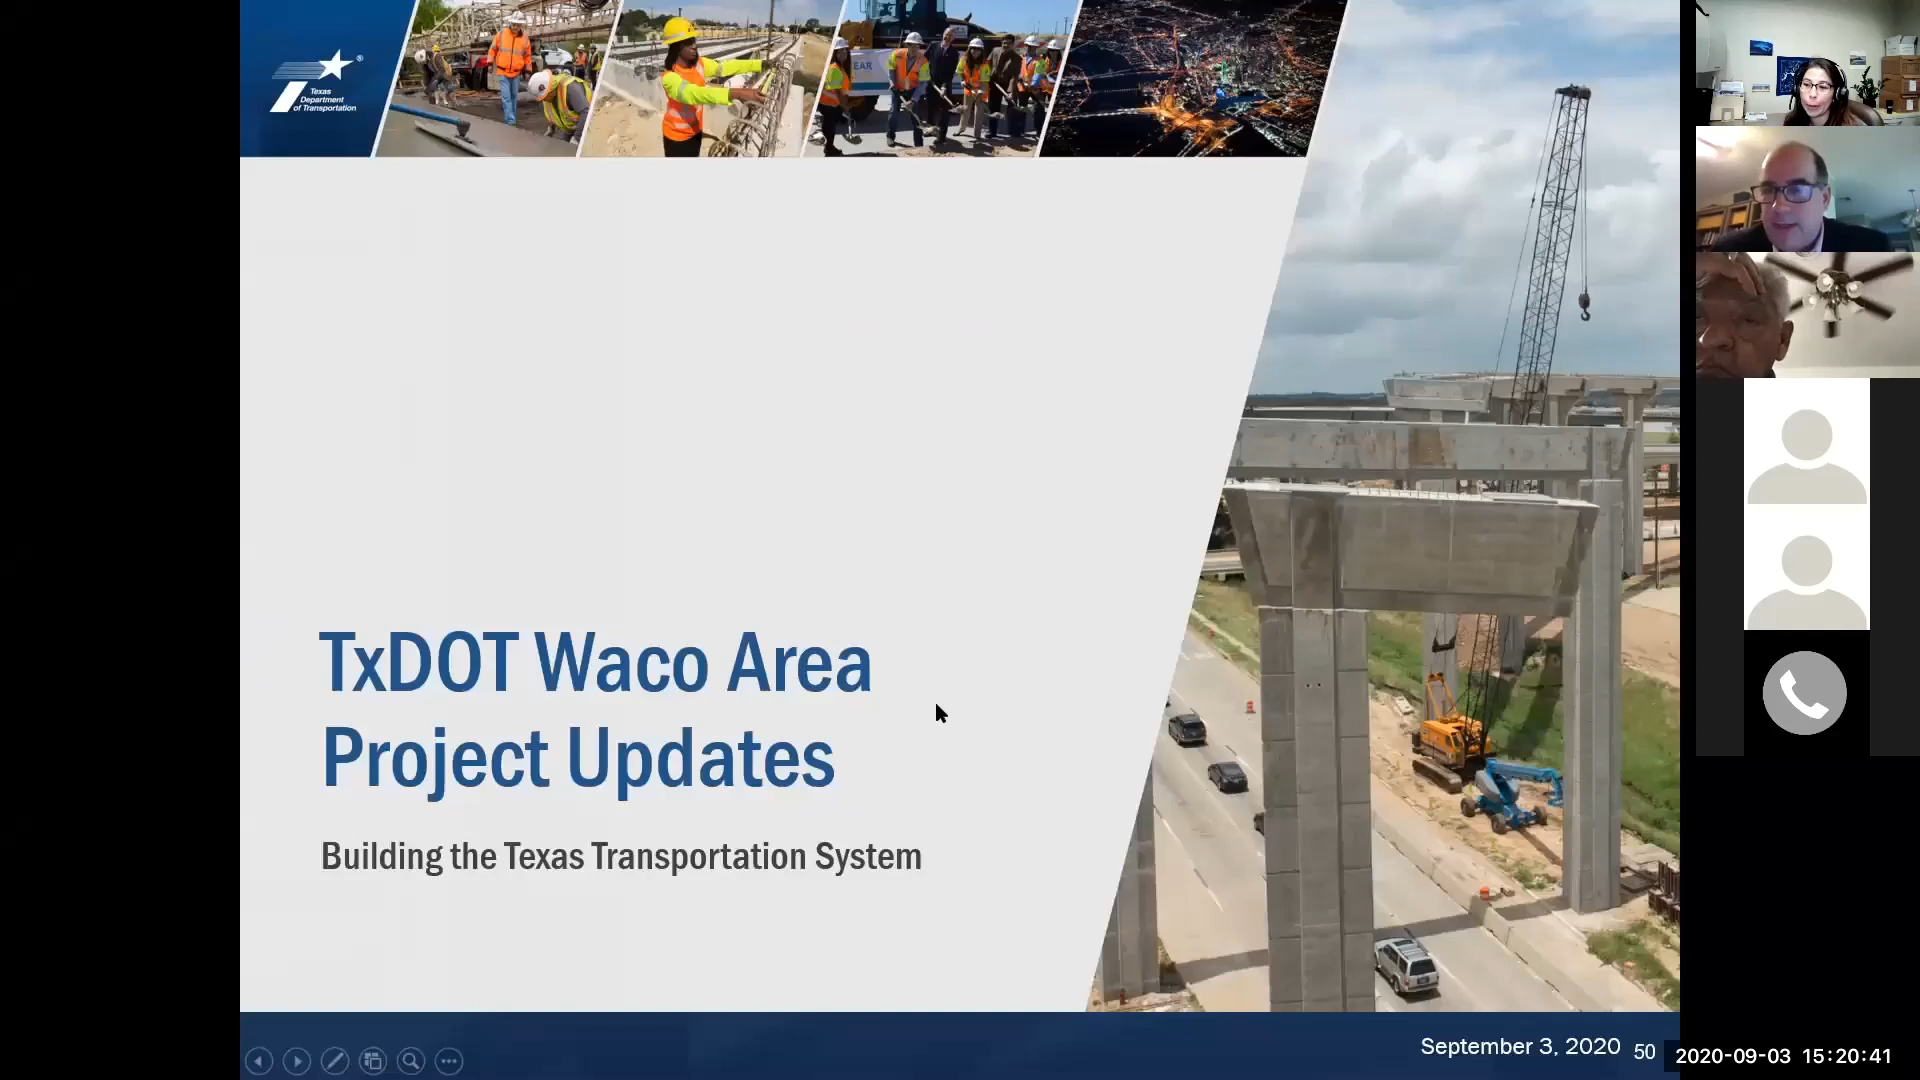 Texas
Department
of Transportation
®
EAR
TxDOT Waco Area
Project Updates
Building the Texas Transportation System
September 3, 2020
50
2020-09-03 15:20:41